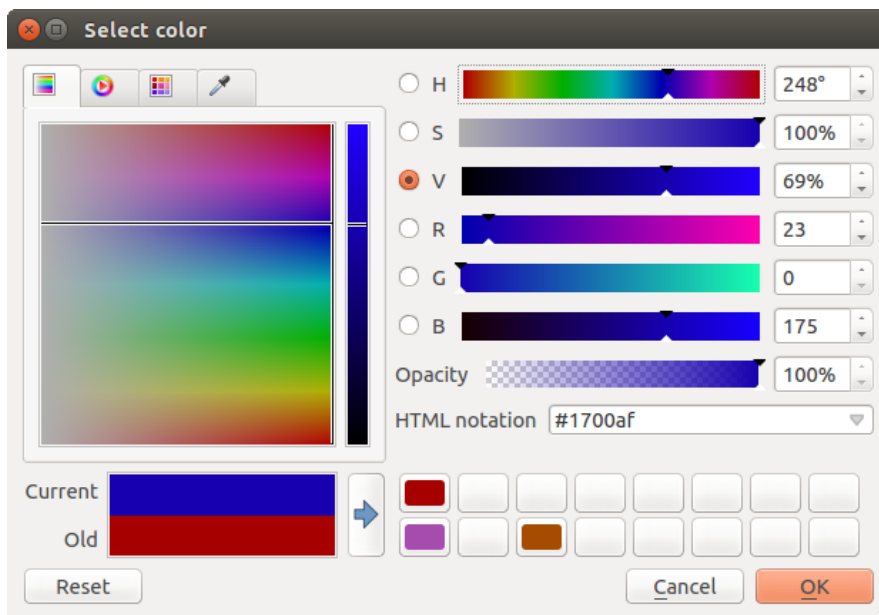 Select color
H 248°
S 100%
V 69%
R 23
G 0
B 175
Opacity 100%
HTML notation #1700af
Current
Old
Reset Cancel OK